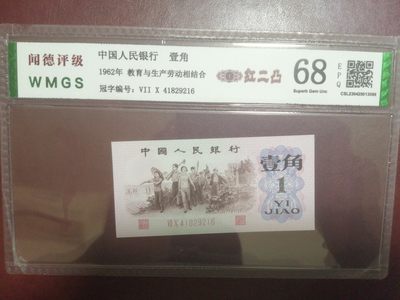 闻德评级
WMGS
中国人民银行 壹角
1962年 教育与生产劳动相结合
冠字编号：VII X 41829216
红二凸
68
Superb Gem Unc
EPQ
中国人民银行
壹角
1
YI
JIAO
VII X 41829216